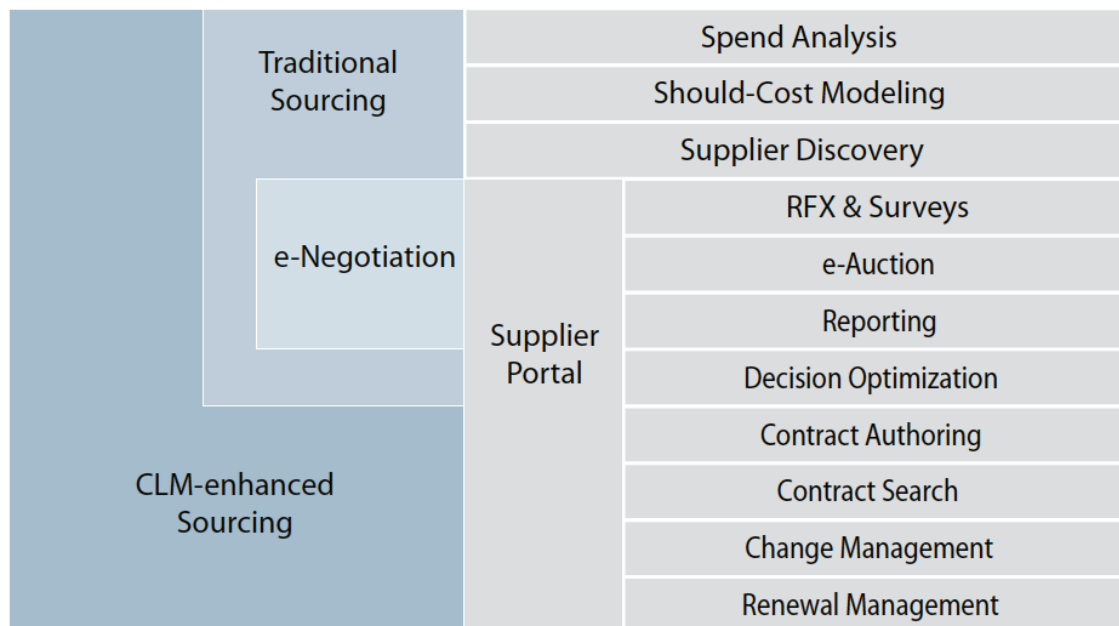 Traditional
Sourcing
e-Negotiation
CLM-enhanced
Sourcing
Spend Analysis
Should-Cost Modeling
Supplier Discovery
Supplier
Portal
RFX & Surveys
e-Auction
Reporting
Decision Optimization
Contract Authoring
Contract Search
Change Management
Renewal Management